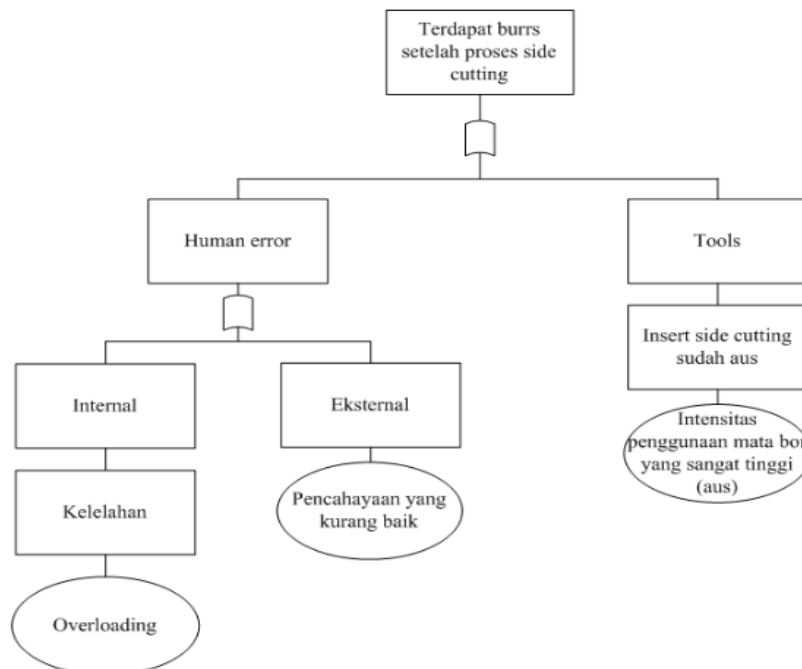 Terdapat burrs
setelah proses side
cutting
Human error
Tools
Internal
Eksternal
Insert side cutting
sudah aus
Kelelahan
Pencahayaan yang
kurang baik
Intensitas
penggunaan mata bor
yang sangat tinggi
(aus)
Overloading